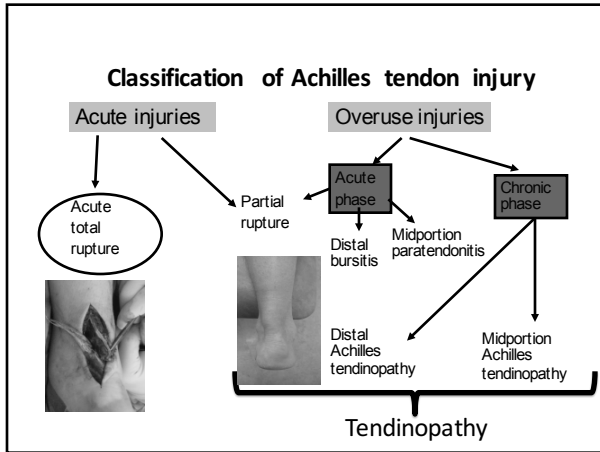 Classification of Achilles tendon injury
Acute injuries
Overuse injuries
Acute
total
rupture
Partial
rupture
Acute
phase
Chronic
phase
Distal
bursitis
Midportion
paratendonitis
Distal
Achilles
tendinopathy
Midportion
Achilles
tendinopathy
Tendinopathy